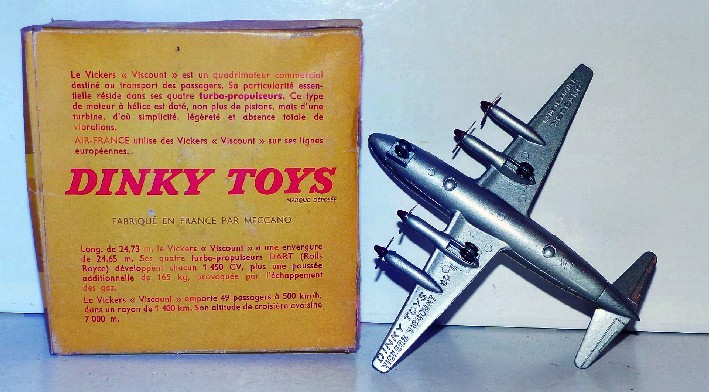 Le Vickers « Viscount » est un quadrimoteur commercial
destiné au transport des passagers. Sa particularité essen-
tielle réside dans ses quatre turbo-propulseurs. Ce type
de moteur à hélice est doté, non plus de pistons, mais d'une
turbine, d'où simplicité, légèreté et absence totale de
vibrations.
AIR-FRANCE utilise des Vickers « Viscount » sur ses lignes
européennes.
DINKY TOYS
MARQUE DÉPOSÉE
FABRIQUÉ EN FRANCE PAR MECCANO
Long. de 24,73 m, le Vickers « Viscount » a une envergure
de 24,65 m. Ses quatre turbo-propulseurs DART (Rolls
Royce) développent chacun 1 450 CV, plus une poussée
additionnelle de 165 kg, provoquée par l'échappement
des gaz.
Le Vickers « Viscount » emporte 49 passagers à 500 km/h.
dans un rayon de 1 400 km. Son altitude de croisière avoisine
7 000 m.
DINKY TOYS
VICKERS VISCOUNT